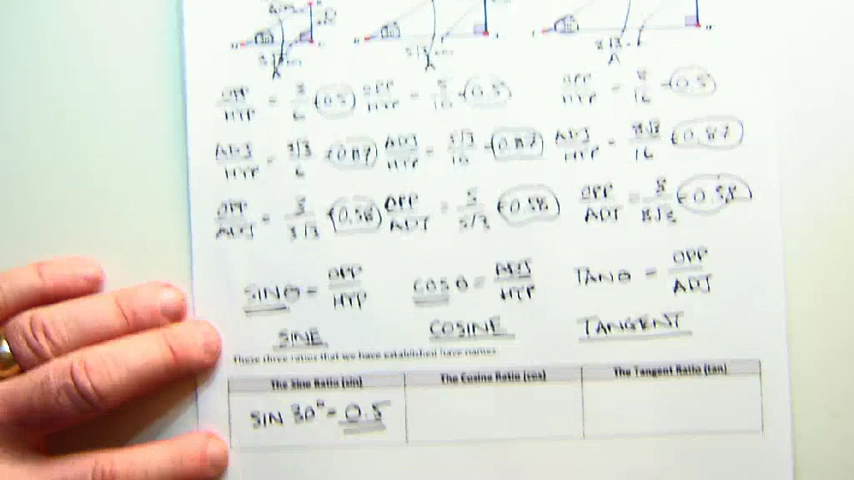 OPP/HYP = 3/6 = 0.5 OPP/HYP = 5/10 = 0.5 OPP/HYP = 8/16 = 0.5
ADJ/HYP = 3√3/6 = 0.87 ADJ/HYP = 5√3/10 = 0.87 ADJ/HYP = 8√3/16 = 0.87
OPP/ADJ = 3/3√3 = 0.58 OPP/ADJ = 5/5√3 = 0.58 OPP/ADJ = 8/8√3 = 0.58
SIN θ = OPP/HYP COS θ = ADJ/HYP TAN θ = OPP/ADJ
SINE COSINE TANGENT
These three ratios that we have established have names.
The Sine Ratio (sin) The Cosine Ratio (cos) The Tangent Ratio (tan)
SIN 30° = 0.5